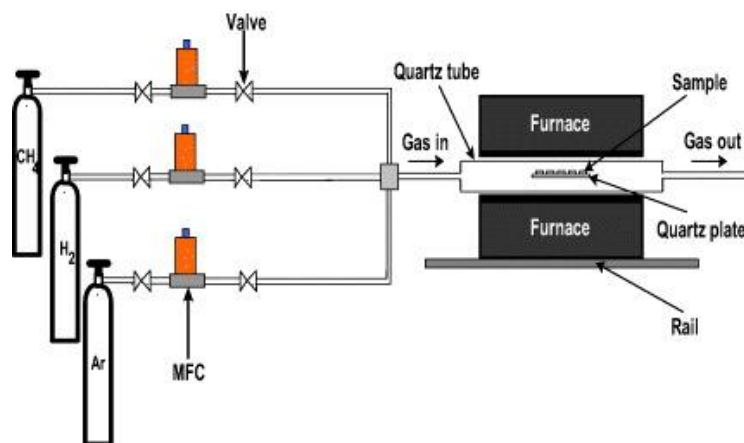 Valve
Quartz tube
Sample
Furnace
CH4
Gas in
Gas out
H2
Furnace
Quartz plate
Ar
MFC
Rail